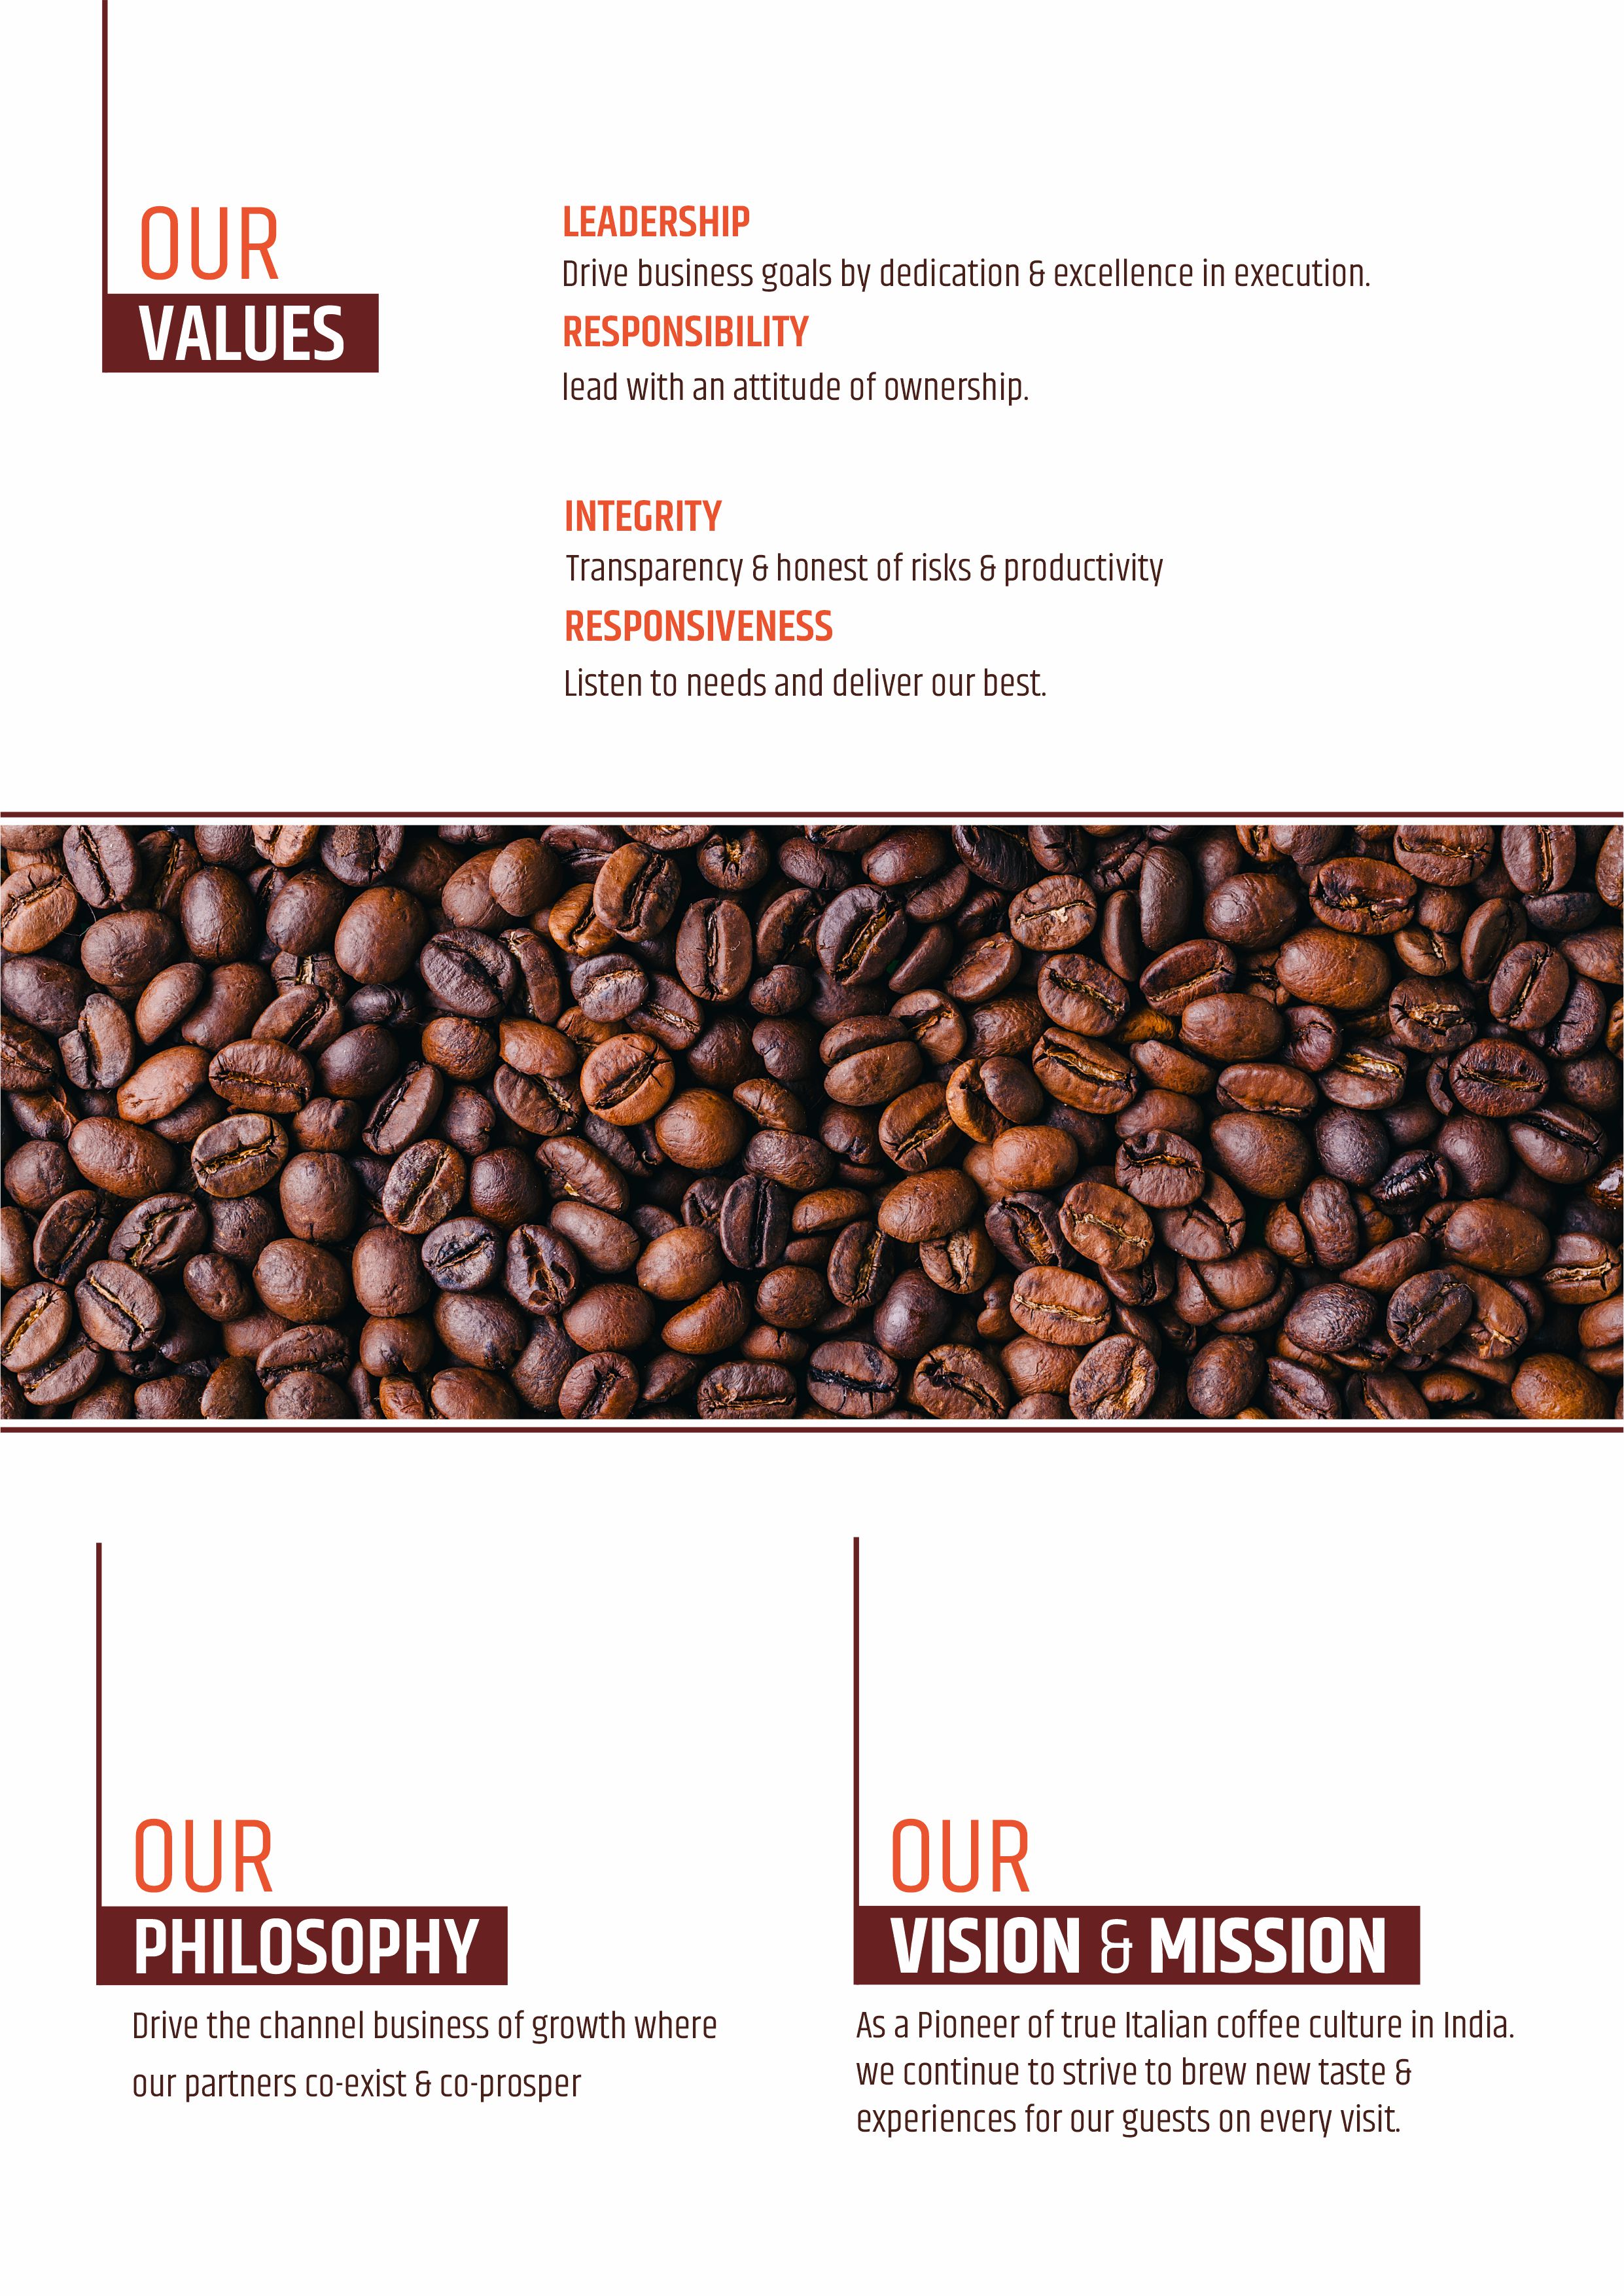 OUR
VALUES
LEADERSHIP
Drive business goals by dedication & excellence in execution.
RESPONSIBILITY
lead with an attitude of ownership.
INTEGRITY
Transparency & honest of risks & productivity
RESPONSIVENESS
Listen to needs and deliver our best.
OUR
PHILOSOPHY
Drive the channel business of growth where
our partners co-exist & co-prosper
OUR
VISION & MISSION
As a Pioneer of true Italian coffee culture in India.
we continue to strive to brew new taste &
experiences for our guests on every visit.